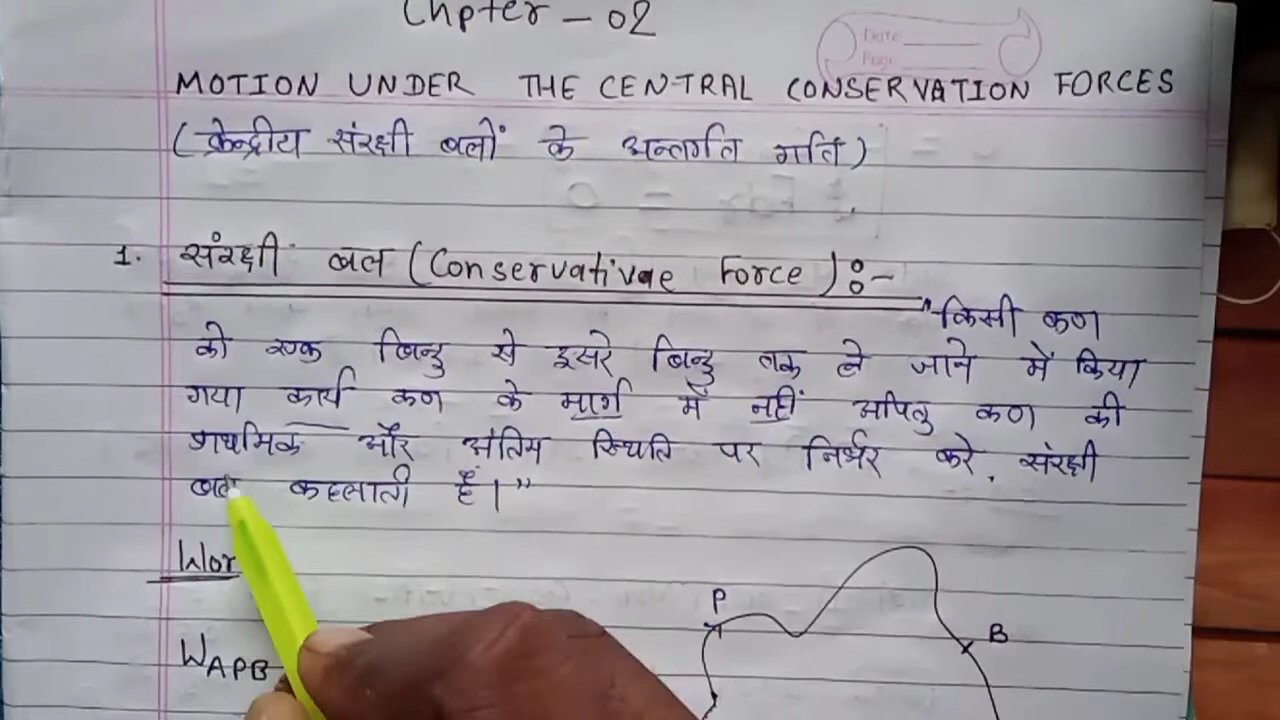 Chpter - 02
Date
Page
MOTION UNDER THE CENTRAL CONSERVATION FORCES
(केन्द्रीय संरक्षी बलों के अन्तर्गत गति)
1. संरक्षी बल (Conservativae Force) :-
"किसी कण
को एक बिन्दु से दूसरे बिन्दु तक ले जाने में किया
गया कार्य कण के मार्ग में नहीं अपितु कण की
प्राथमिक और अंतिम स्थिति पर निर्भर करे, संरक्षी
बल कहलाती हैं।"
Wor
P
B
WAPB